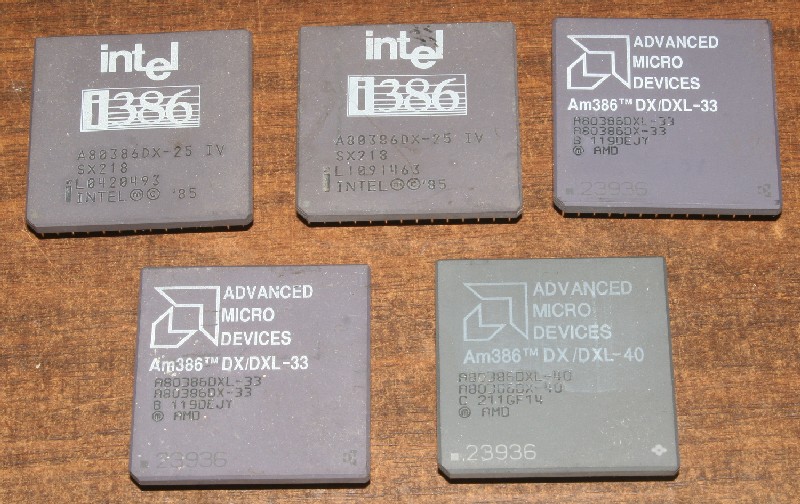 intel
i386
A80386DX-25 IV
SX218
L0420493
INTEL Ⓜ © '85
intel
i386
A80386DX-25 IV
SX218
L1091463
INTEL Ⓜ © '85
ADVANCED
MICRO
DEVICES
Am386™ DX/DXL-33
A80386DXL-33
A80386DX-33
B 119DEJY
Ⓜ AMD
23936
ADVANCED
MICRO
DEVICES
Am386™ DX/DXL-33
A80386DXL-33
A80386DX-33
B 119DEJY
Ⓜ AMD
23936
ADVANCED
MICRO
DEVICES
Am386™ DX/DXL-40
A80386DXL-40
A80386DX-40
C 211GF14
Ⓜ AMD
23936